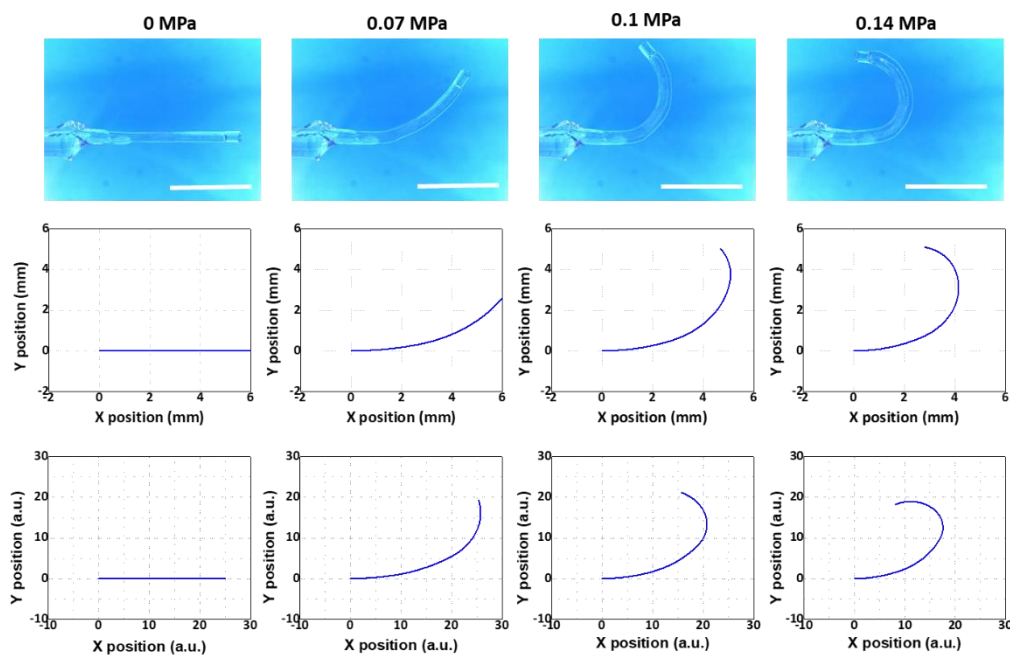 0 MPa 0.07 MPa 0.1 MPa 0.14 MPa
Y position (mm)
6
4
2
0
-2
-2 0 2 4 6
X position (mm)
Y position (mm)
6
4
2
0
-2
-2 0 2 4 6
X position (mm)
Y position (mm)
6
4
2
0
-2
-2 0 2 4 6
X position (mm)
Y position (mm)
6
4
2
0
-2
-2 0 2 4 6
X position (mm)
Y position (a.u.)
30
20
10
0
-10
-10 0 10 20 30
X position (a.u.)
Y position (a.u.)
30
20
10
0
-10
-10 0 10 20 30
X position (a.u.)
Y position (a.u.)
30
20
10
0
-10
-10 0 10 20 30
X position (a.u.)
Y position (a.u.)
30
20
10
0
-10
-10 0 10 20 30
X position (a.u.)